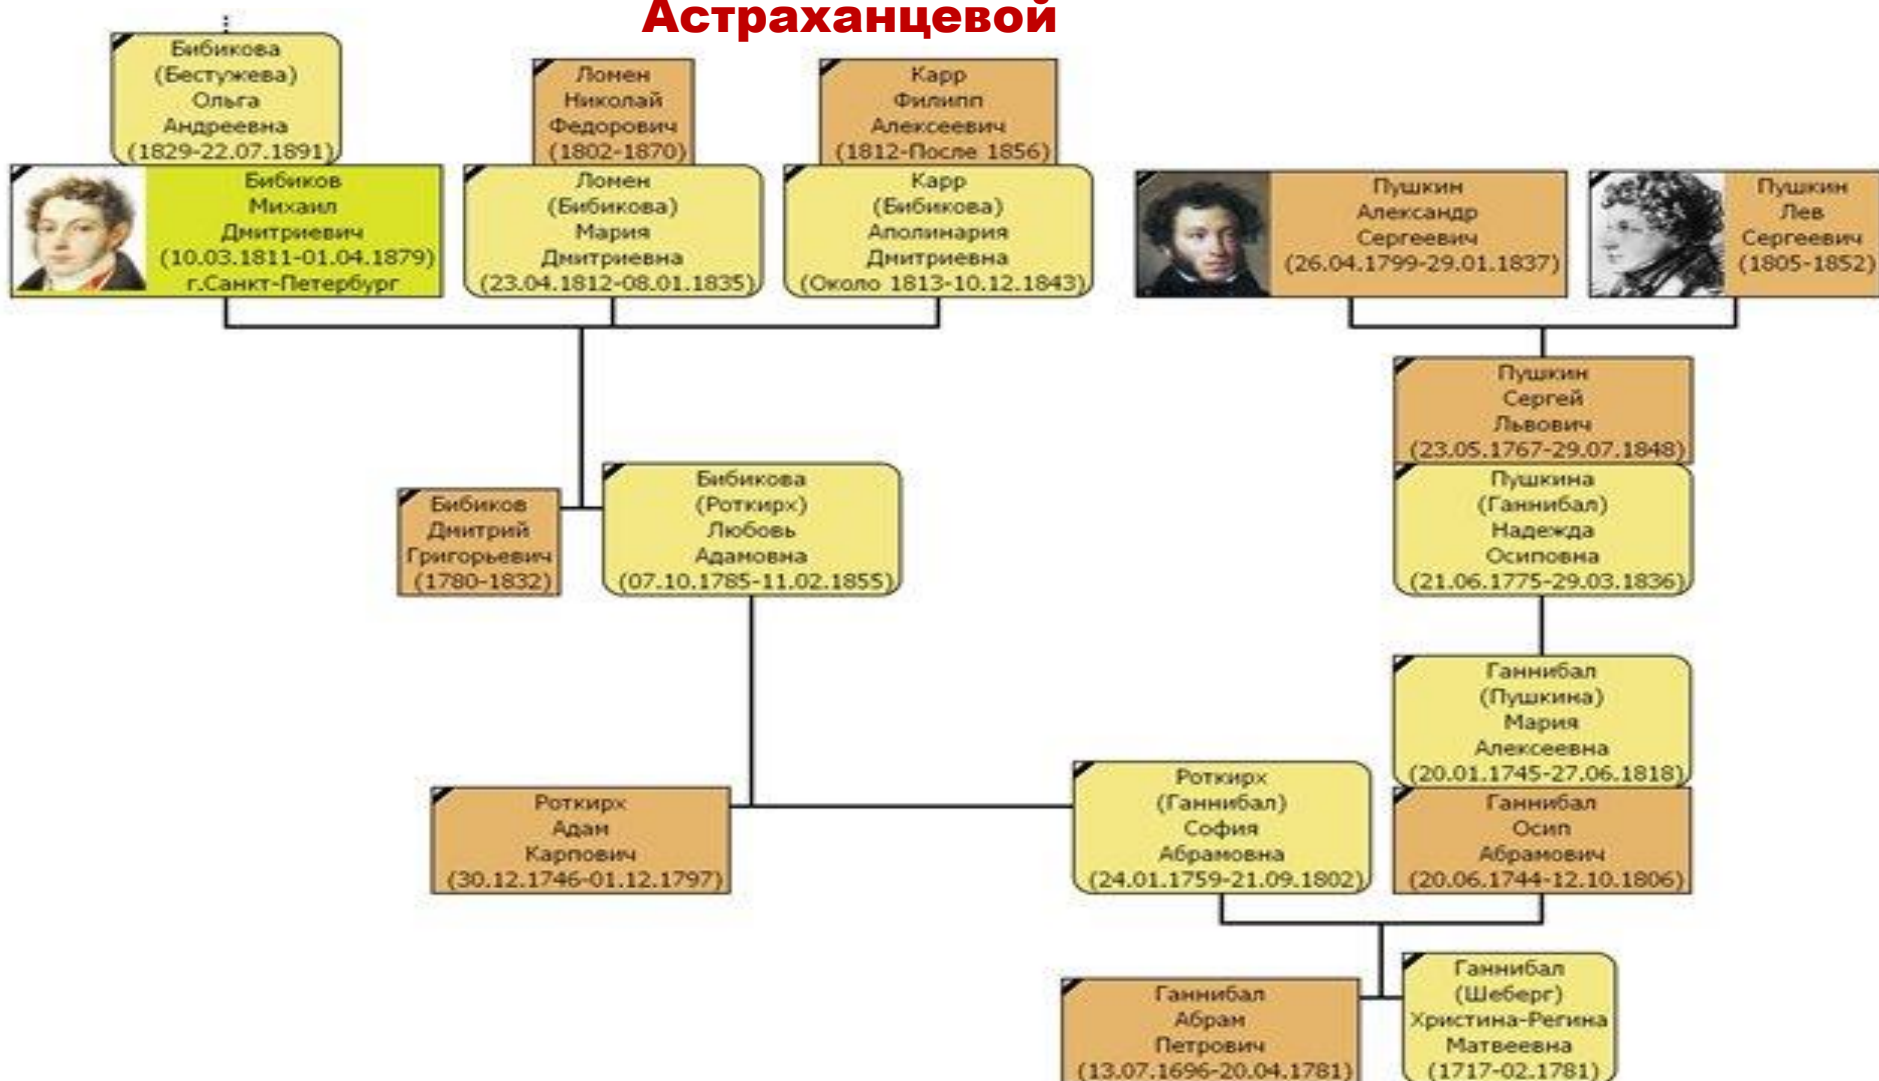 Астраханцевой
Бибикова
(Бестужева)
Ольга
Андреевна
(1829-22.07.1891)
Бибиков
Михаил
Дмитриевич
(10.03.1811-01.04.1879)
г.Санкт-Петербург
Ломен
Николай
Федорович
(1802-1870)
Ломен
(Бибикова)
Мария
Дмитриевна
(23.04.1812-08.01.1835)
Карр
Филипп
Алексеевич
(1812-После 1856)
Карр
(Бибикова)
Аполинария
Дмитриевна
(Около 1813-10.12.1843)
Пушкин
Александр
Сергеевич
(26.04.1799-29.01.1837)
Пушкин
Лев
Сергеевич
(1805-1852)
Пушкин
Сергей
Львович
(23.05.1767-29.07.1848)
Пушкина
(Ганнибал)
Надежда
Осиповна
(21.06.1775-29.03.1836)
Бибиков
Дмитрий
Григорьевич
(1780-1832)
Бибикова
(Роткирх)
Любовь
Адамовна
(07.10.1785-11.02.1855)
Ганнибал
(Пушкина)
Мария
Алексеевна
(20.01.1745-27.06.1818)
Ганнибал
Осип
Абрамович
(20.06.1744-12.10.1806)
Роткирх
Адам
Карпович
(30.12.1746-01.12.1797)
Роткирх
(Ганнибал)
София
Абрамовна
(24.01.1759-21.09.1802)
Ганнибал
Абрам
Петрович
(13.07.1696-20.04.1781)
Ганнибал
(Шеберг)
Христина-Регина
Матвеевна
(1717-02.1781)